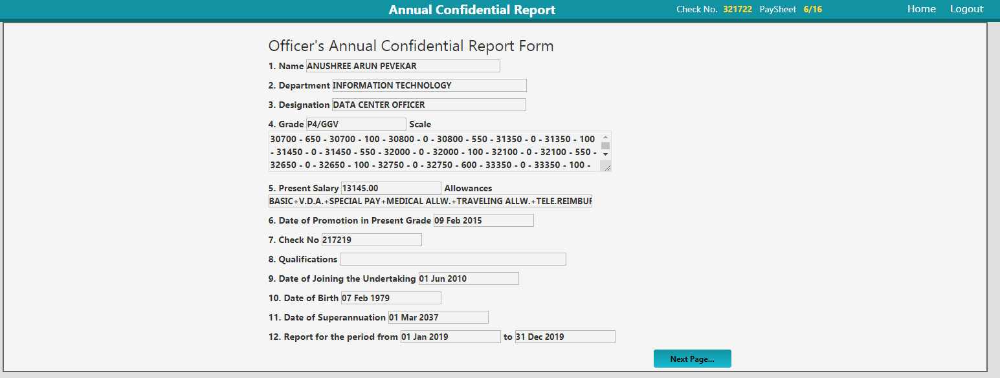 Annual Confidential Report Check No. 321722 PaySheet 6/16 Home Logout
Officer's Annual Confidential Report Form
1. Name ANUSHREE ARUN PEVEKAR
2. Department INFORMATION TECHNOLOGY
3. Designation DATA CENTER OFFICER
4. Grade P4/GGV Scale
30700 - 650 - 30700 - 100 - 30800 - 0 - 30800 - 550 - 31350 - 0 - 31350 - 100
- 31450 - 0 - 31450 - 550 - 32000 - 0 - 32000 - 100 - 32100 - 0 - 32100 - 550 -
32650 - 0 - 32650 - 100 - 32750 - 0 - 32750 - 600 - 33350 - 0 - 33350 - 100 -
5. Present Salary 13145.00 Allowances
BASIC+V.D.A.+SPECIAL PAY+MEDICAL ALLW.+TRAVELING ALLW.+TELE.REIMBUR
6. Date of Promotion in Present Grade 09 Feb 2015
7. Check No 217219
8. Qualifications
9. Date of Joining the Undertaking 01 Jun 2010
10. Date of Birth 07 Feb 1979
11. Date of Superannuation 01 Mar 2037
12. Report for the period from 01 Jan 2019 to 31 Dec 2019
Next Page...